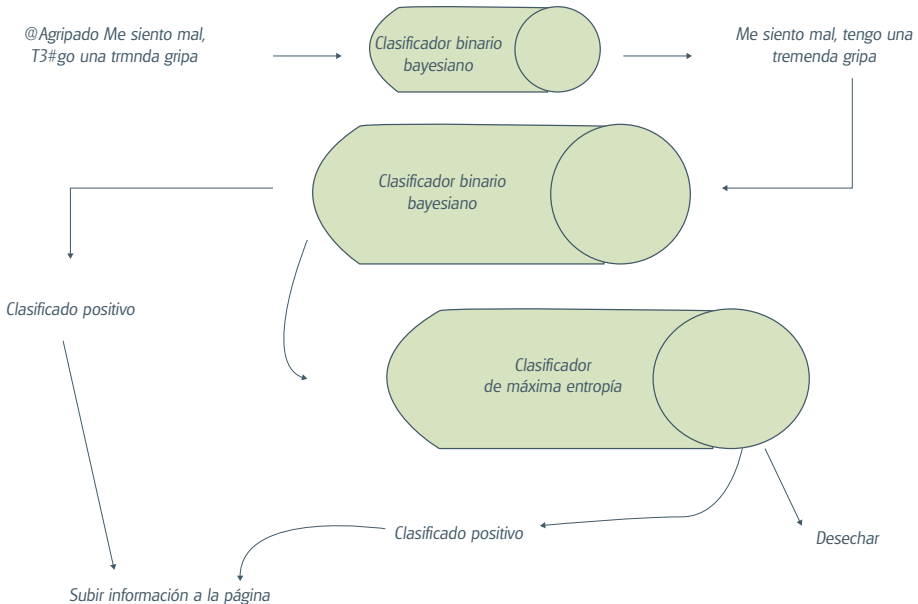 @Agripado Me siento mal,
T3#go una trmnda gripa
Clasificador binario
bayesiano
Me siento mal, tengo una
tremenda gripa
Clasificador binario
bayesiano
Clasificado positivo
Clasificador
de máxima entropía
Clasificado positivo
Desechar
Subir información a la página